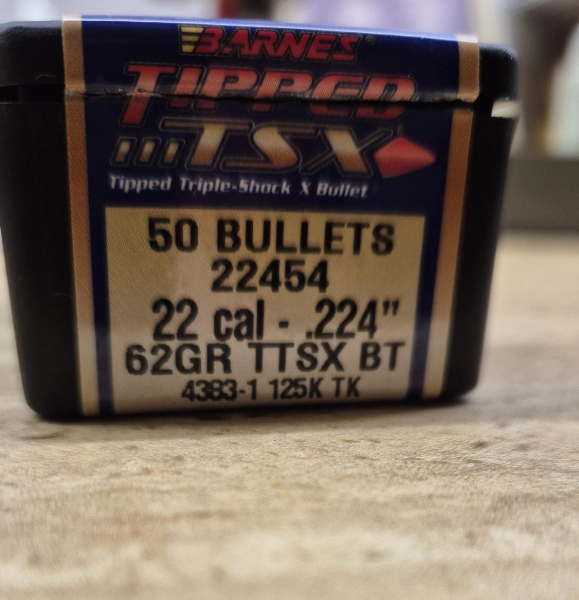 BARNES
TIPPED
TSX
Tipped Triple-Shock X Bullet
50 BULLETS
22454
22 cal - .224"
62GR TTSX BT
4383-1 125K TK